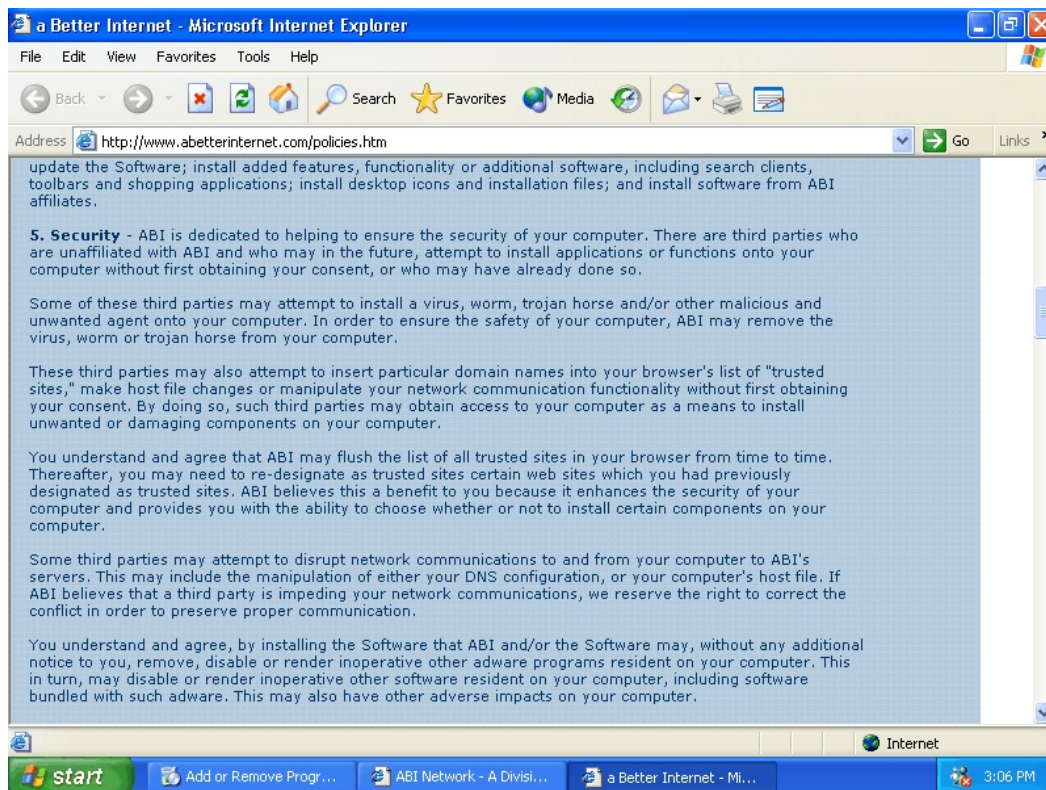 a Better Internet - Microsoft Internet Explorer
File Edit View Favorites Tools Help
Back Search Favorites Media
Address http://www.abetterinternet.com/policies.htm Go Links
update the Software; install added features, functionality or additional software, including search clients,
toolbars and shopping applications; install desktop icons and installation files; and install software from ABI
affiliates.
5. Security - ABI is dedicated to helping to ensure the security of your computer. There are third parties who
are unaffiliated with ABI and who may in the future, attempt to install applications or functions onto your
computer without first obtaining your consent, or who may have already done so.
Some of these third parties may attempt to install a virus, worm, trojan horse and/or other malicious and
unwanted agent onto your computer. In order to ensure the safety of your computer, ABI may remove the
virus, worm or trojan horse from your computer.
These third parties may also attempt to insert particular domain names into your browser's list of "trusted
sites," make host file changes or manipulate your network communication functionality without first obtaining
your consent. By doing so, such third parties may obtain access to your computer as a means to install
unwanted or damaging components on your computer.
You understand and agree that ABI may flush the list of all trusted sites in your browser from time to time.
Thereafter, you may need to re-designate as trusted sites certain web sites which you had previously
designated as trusted sites. ABI believes this a benefit to you because it enhances the security of your
computer and provides you with the ability to choose whether or not to install certain components on your
computer.
Some third parties may attempt to disrupt network communications to and from your computer to ABI's
servers. This may include the manipulation of either your DNS configuration, or your computer's host file. If
ABI believes that a third party is impeding your network communications, we reserve the right to correct the
conflict in order to preserve proper communication.
You understand and agree, by installing the Software that ABI and/or the Software may, without any additional
notice to you, remove, disable or render inoperative other adware programs resident on your computer. This
in turn, may disable or render inoperative other software resident on your computer, including software
bundled with such adware. This may also have other adverse impacts on your computer.
Internet
start Add or Remove Progr... ABI Network - A Divisi... a Better Internet - Mi... 3:06 PM